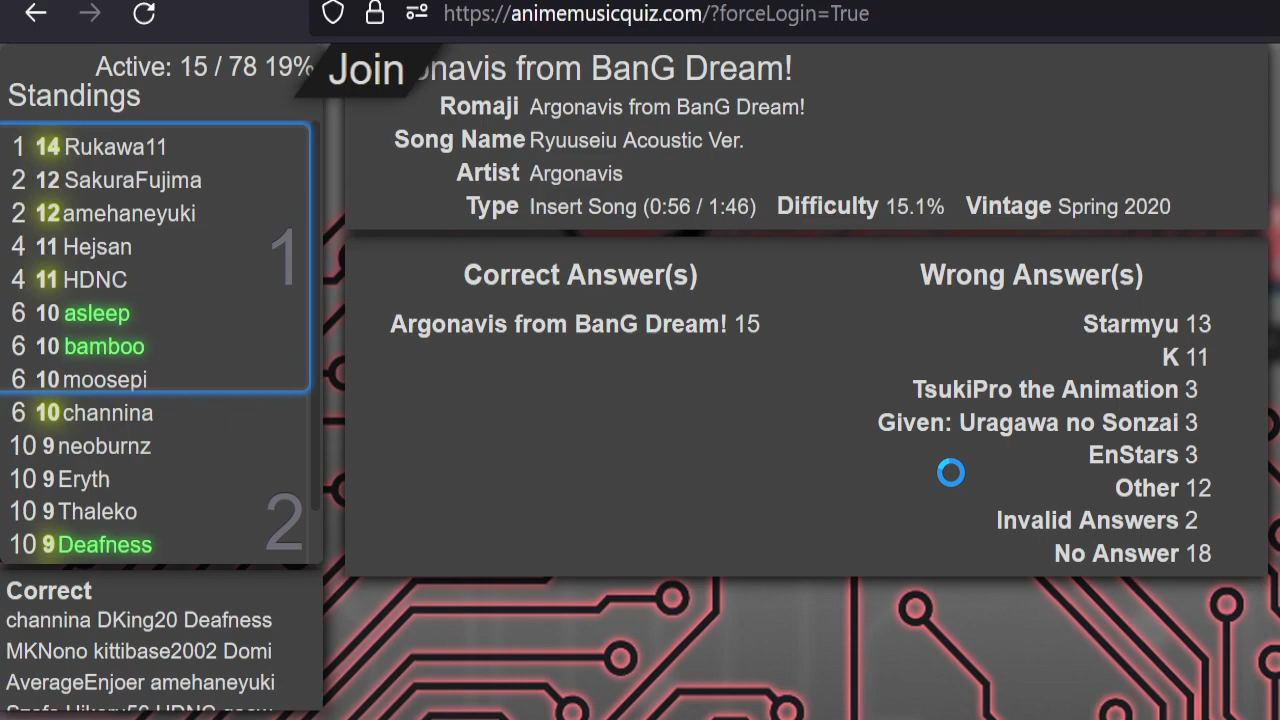 https://animemusicquiz.com/?forceLogin=True
Active: 15 / 78 19%
Join
onavis from BanG Dream!
Standings
1 14 Rukawa11
2 12 SakuraFujima
2 12 amehaneyuki
4 11 Hejsan
4 11 HDNC
6 10 asleep
6 10 bamboo
6 10 moosepi
1
6 10 channina
10 9 neoburnz
10 9 Eryth
10 9 Thaleko
10 9 Deafness
2
Correct
channina DKing20 Deafness
MKNono kittibase2002 Domi
AverageEnjoer amehaneyuki
Romaji Argonavis from BanG Dream!
Song Name Ryuuseiu Acoustic Ver.
Artist Argonavis
Type Insert Song (0:56 / 1:46) Difficulty 15.1% Vintage Spring 2020
Correct Answer(s)
Argonavis from BanG Dream! 15
Wrong Answer(s)
Starmyu 13
K 11
TsukiPro the Animation 3
Given: Uragawa no Sonzai 3
EnStars 3
Other 12
Invalid Answers 2
No Answer 18